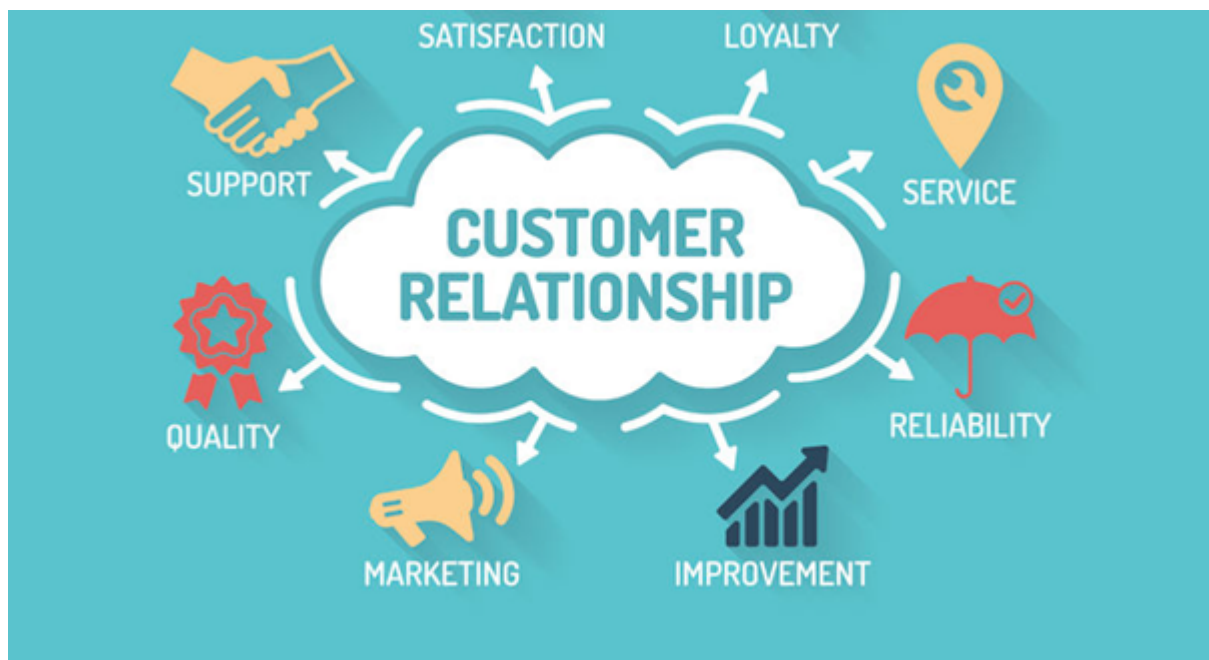 SATISFACTION
LOYALTY
SUPPORT
SERVICE
CUSTOMER
RELATIONSHIP
QUALITY
RELIABILITY
MARKETING
IMPROVEMENT